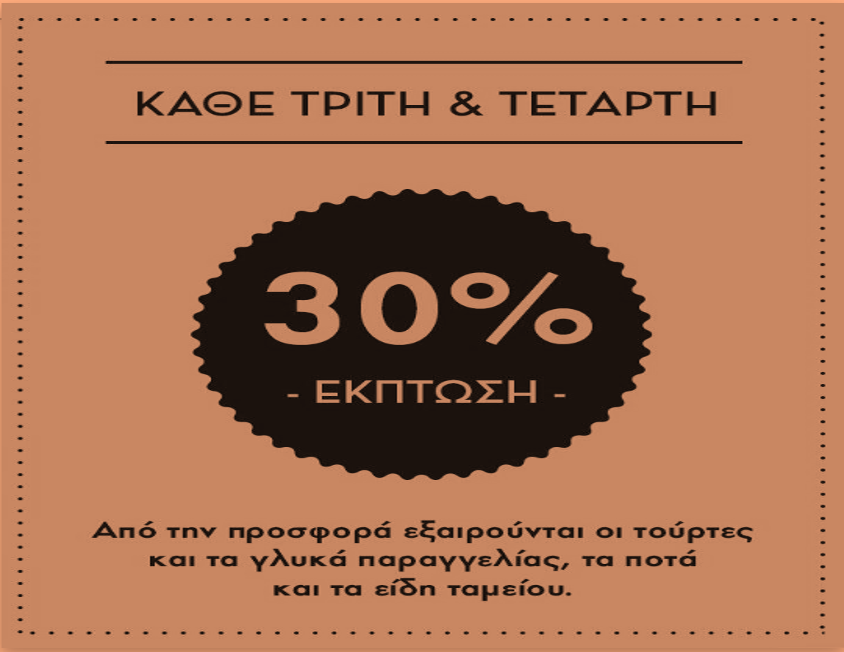 ΚΑΘΕ ΤΡΙΤΗ & ΤΕΤΑΡΤΗ
30%
- ΕΚΠΤΩΣΗ -
Από την προσφορά εξαιρούνται οι τούρτες
και τα γλυκά παραγγελίας, τα ποτά
και τα είδη ταμείου.